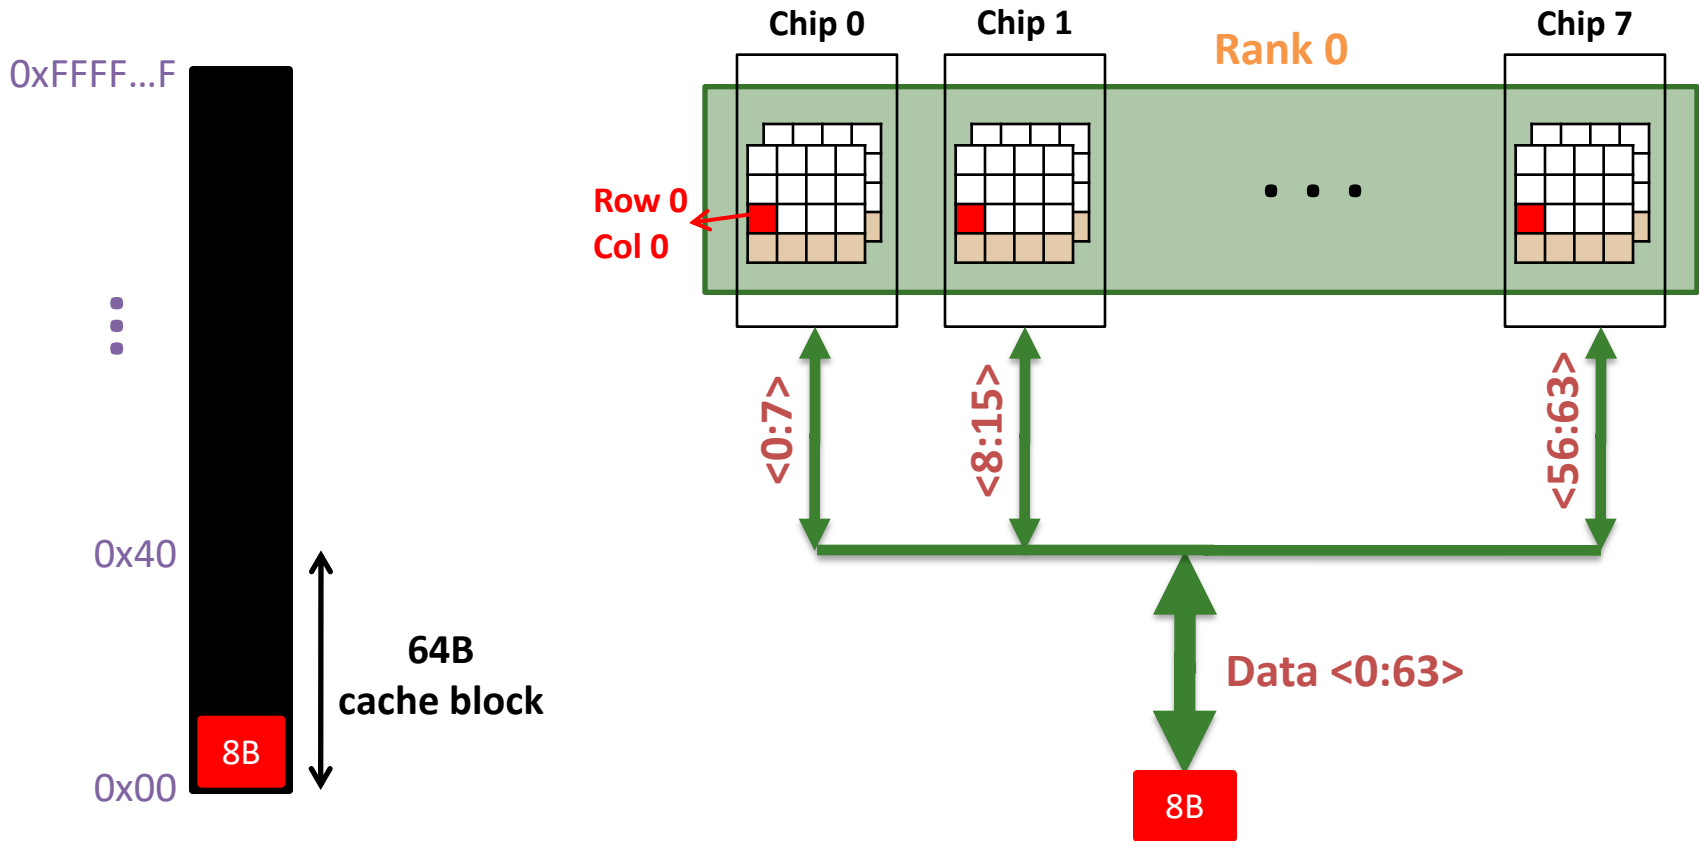 0xFFFF...F
0x40
0x00
8B
64B
cache block
Chip 0
Chip 1
Chip 7
Rank 0
Row 0
Col 0
<0:7>
<8:15>
<56:63>
Data <0:63>
8B